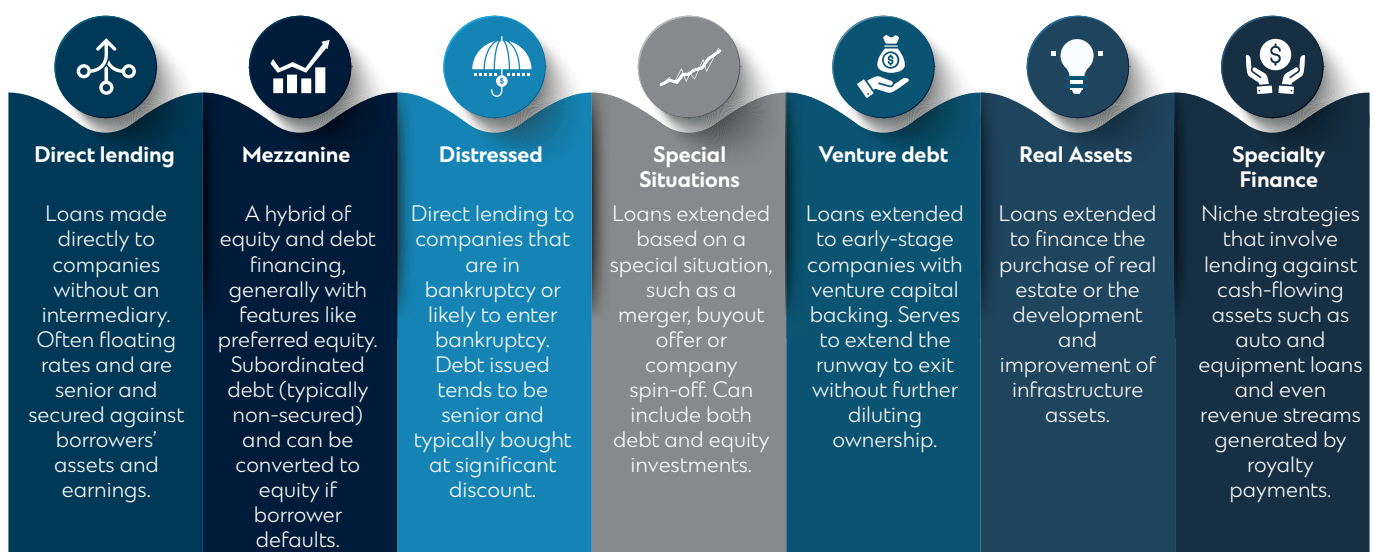 Direct lending
Loans made
directly to
companies
without an
intermediary.
Often floating
rates and are
senior and
secured against
borrowers’
assets and
earnings.
Mezzanine
A hybrid of
equity and debt
financing,
generally with
features like
preferred equity.
Subordinated
debt (typically
non-secured)
and can be
converted to
equity if
borrower
defaults.
Distressed
Direct lending to
companies that
are in
bankruptcy or
likely to enter
bankruptcy.
Debt issued
tends to be
senior and
typically bought
at significant
discount.
Special
Situations
Loans extended
based on a
special situation,
such as a
merger, buyout
offer or
company
spin-off. Can
include both
debt and equity
investments.
Venture debt
Loans extended
to early-stage
companies with
venture capital
backing. Serves
to extend the
runway to exit
without further
diluting
ownership.
Real Assets
Loans extended
to finance the
purchase of real
estate or the
development
and
improvement of
infrastructure
assets.
Specialty
Finance
Niche strategies
that involve
lending against
cash-flowing
assets such as
auto and
equipment loans
and even
revenue streams
generated by
royalty
payments.